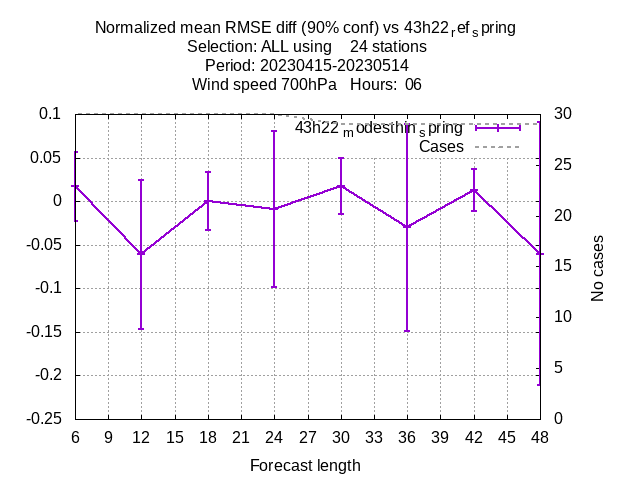 Normalized mean RMSE diff (90% conf) vs 43h22refspring
Selection: ALL using 24 stations
Period: 20230415-20230514
Wind speed 700hPa Hours: 06
43h22modesthinspring
Cases
0.1
0.05
0
-0.05
-0.1
-0.15
-0.2
-0.25
30
25
20
15
10
5
0
No cases
6 9 12 15 18 21 24 27 30 33 36 39 42 45 48
Forecast length